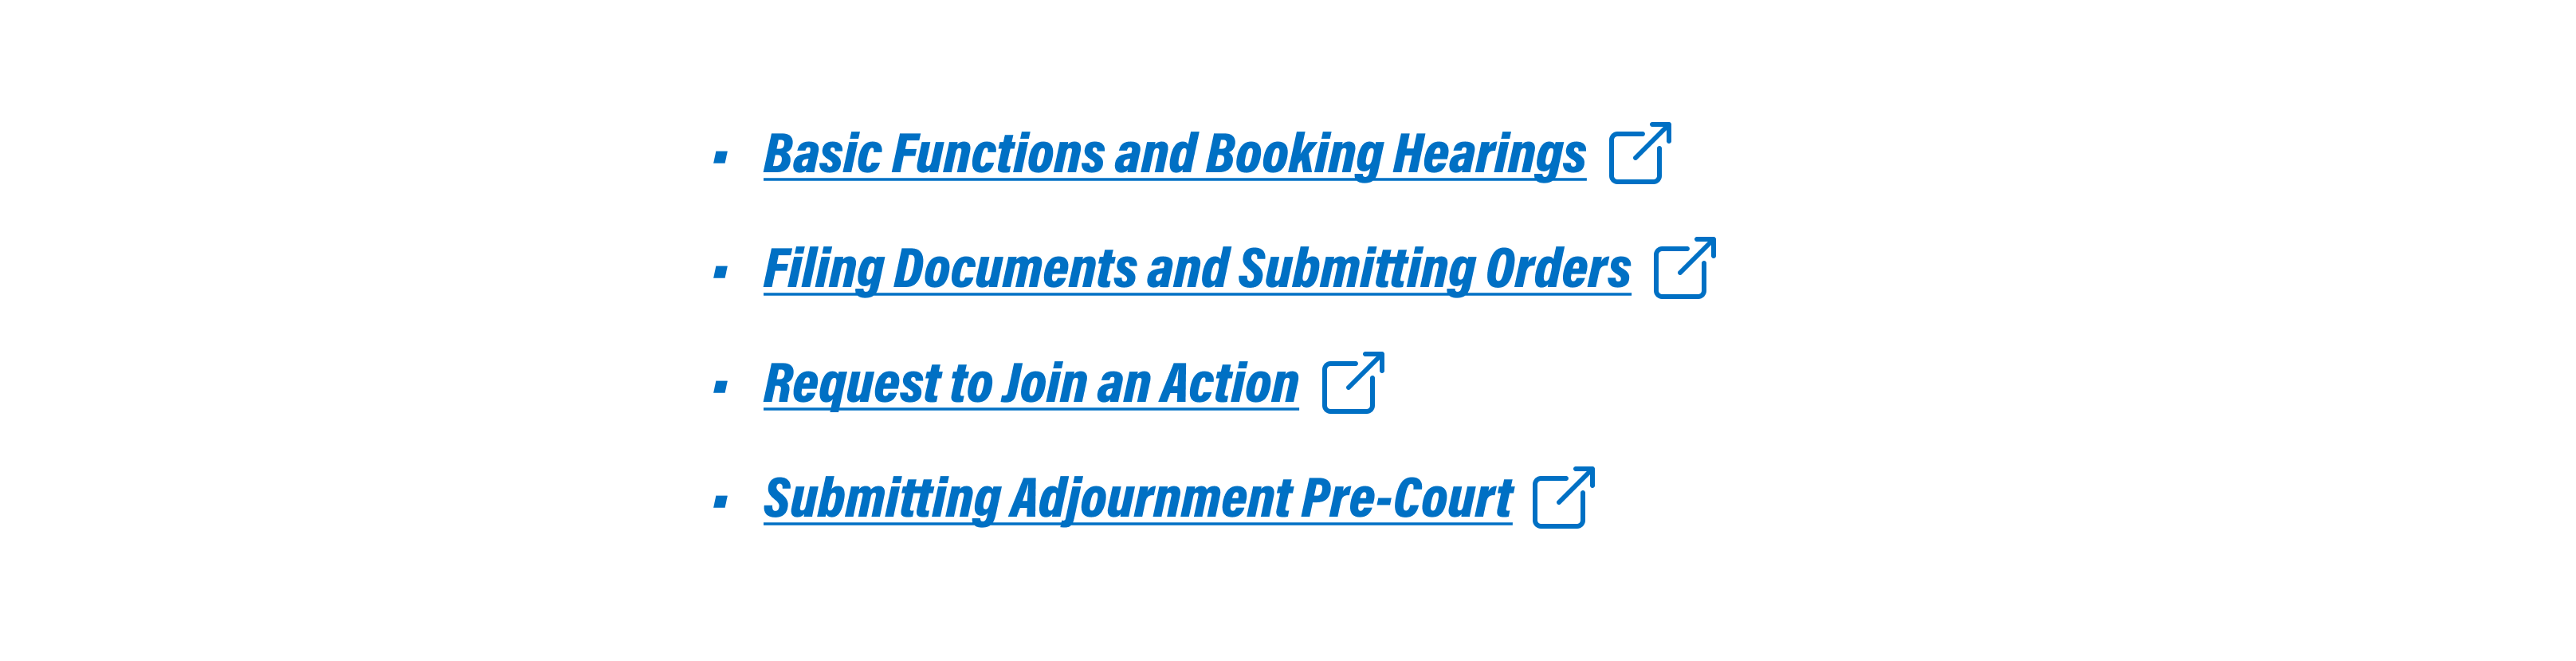 ▪ Basic Functions and Booking Hearings
▪ Filing Documents and Submitting Orders
▪ Request to Join an Action
▪ Submitting Adjournment Pre-Court